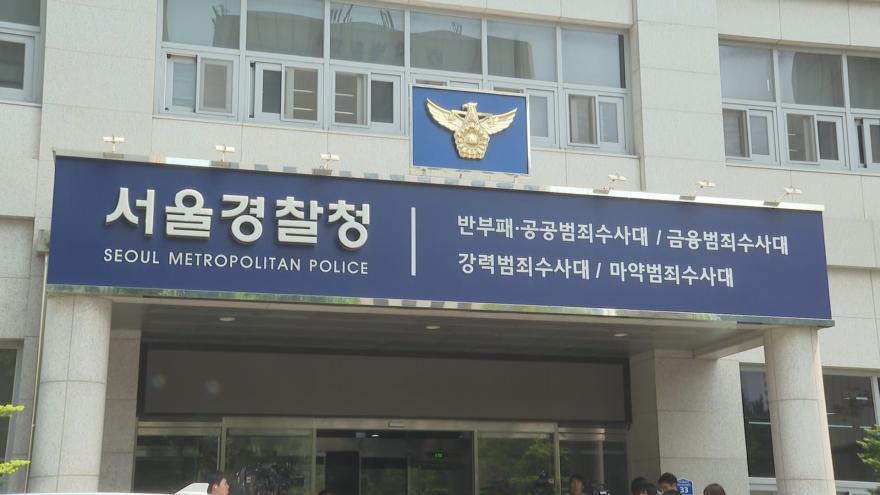 서울경찰청
SEOUL METROPOLITAN POLICE
반부패·공공범죄수사대 / 금융범죄수사대
강력범죄수사대 / 마약범죄수사대
33